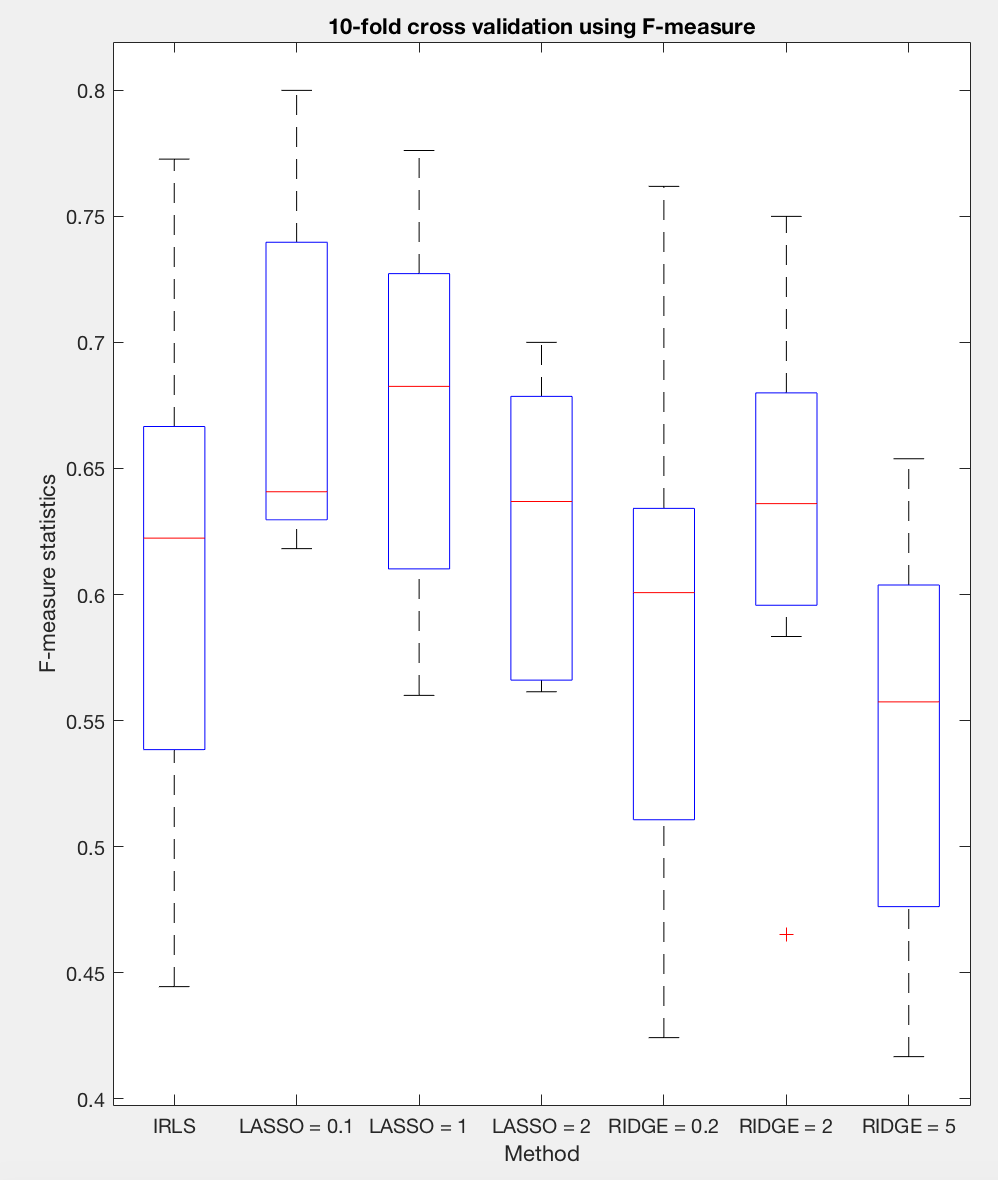 10-fold cross validation using F-measure
F-measure statistics
0.8
0.75
0.7
0.65
0.6
0.55
0.5
0.45
0.4
IRLS LASSO = 0.1 LASSO = 1 LASSO = 2 RIDGE = 0.2 RIDGE = 2 RIDGE = 5
Method